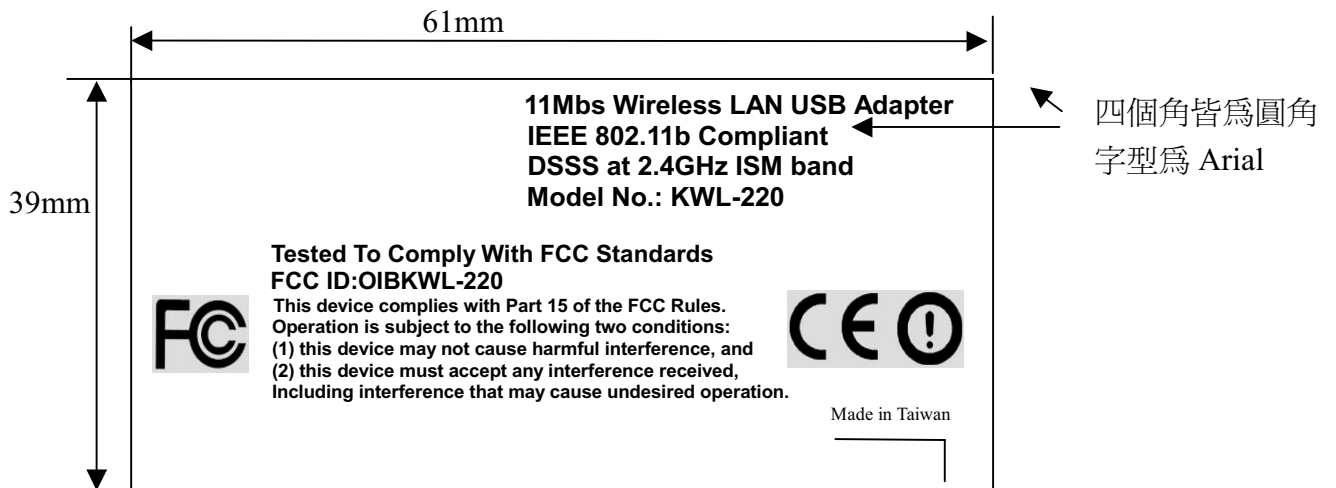 61mm
11Mbs Wireless LAN USB Adapter
IEEE 802.11b Compliant
DSSS at 2.4GHz ISM band
Model No.: KWL-220
四個角皆爲圓角
字型爲 Arial
39mm
Tested To Comply With FCC Standards
FCC ID:OIBKWL-220
This device complies with Part 15 of the FCC Rules.
Operation is subject to the following two conditions:
(1) this device may not cause harmful interference, and
(2) this device must accept any interference received,
Including interference that may cause undesired operation.
FC
CE
Made in Taiwan